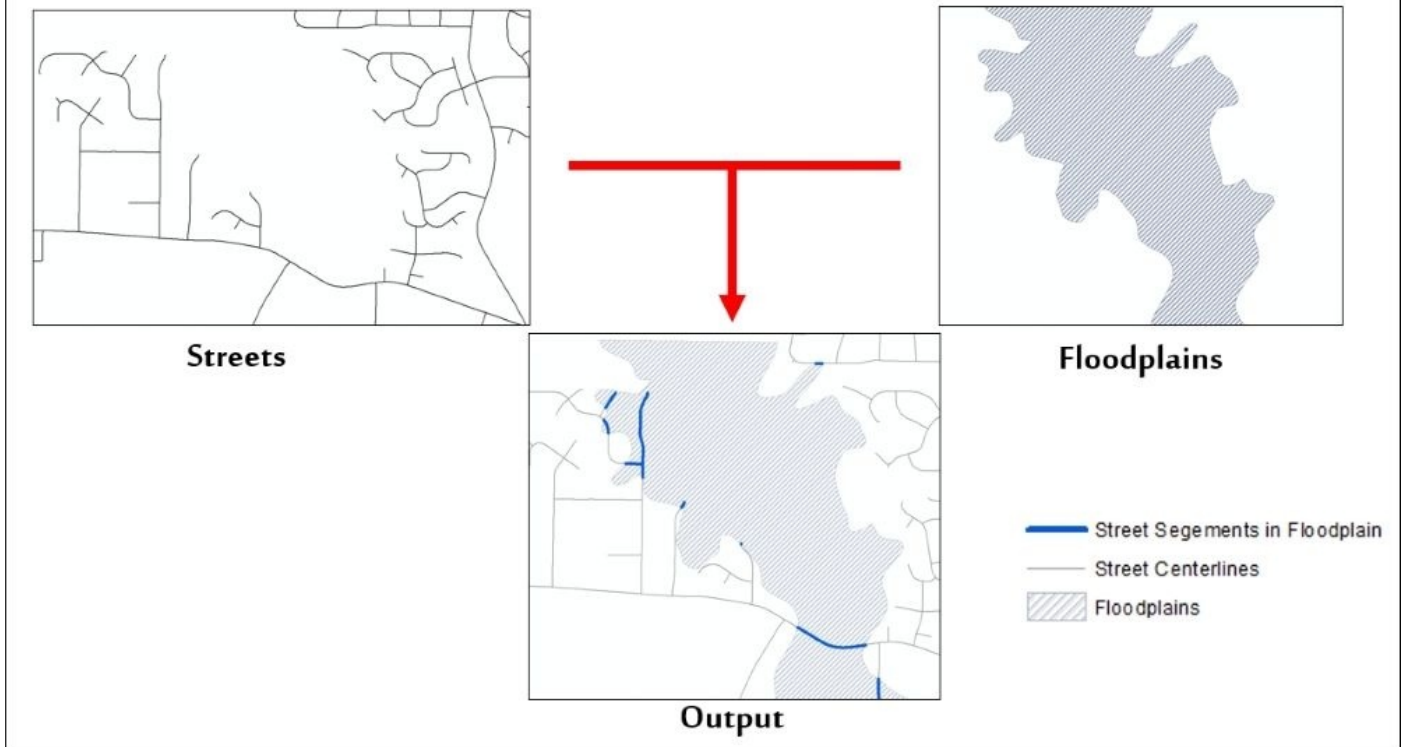 Streets
Floodplains
Output
Street Segements in Floodplain
Street Centerlines
Floodplains